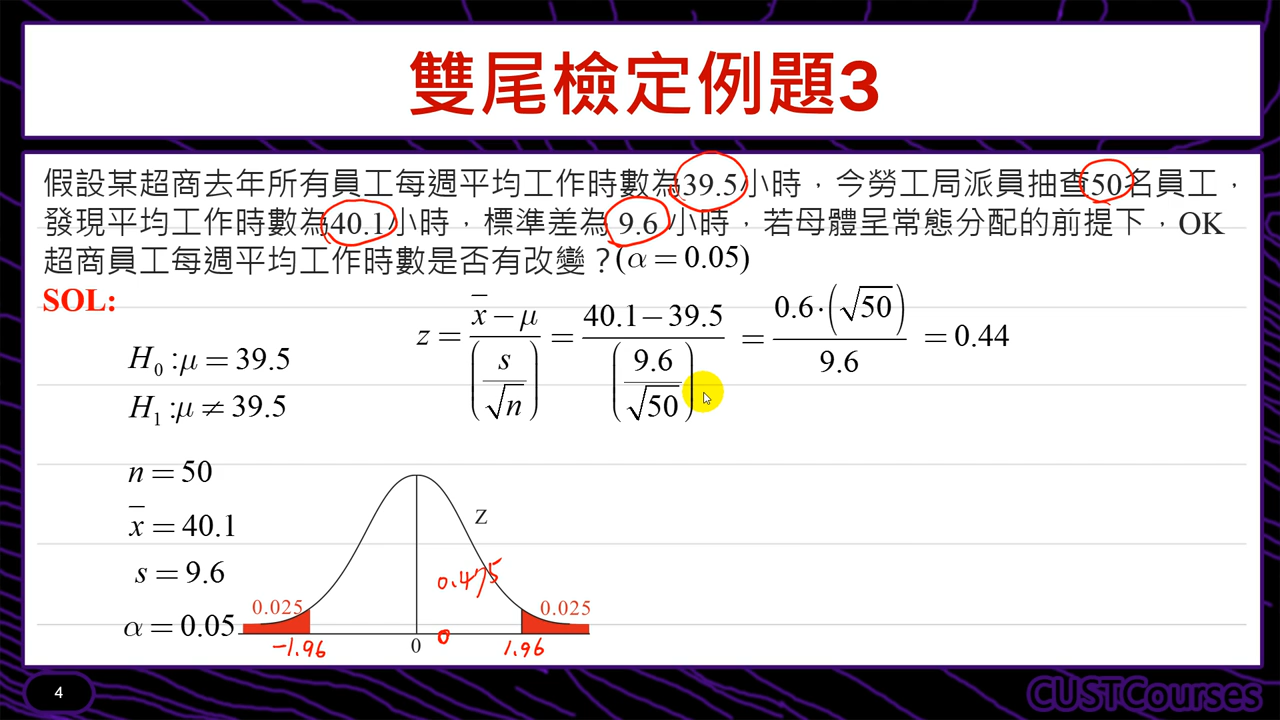 雙尾檢定例題3
假設某超商去年所有員工每週平均工作時數為39.5小時，今勞工局派員抽查50名員工，
發現平均工作時數為40.1小時，標準差為 9.6 小時，若母體呈常態分配的前提下，OK
超商員工每週平均工作時數是否有改變？(α = 0.05)
SOL:
z = (x̄ − μ) / (s/√n) = (40.1 − 39.5) / (9.6/√50) = 0.6·(√50) / 9.6 = 0.44
H₀ : μ = 39.5
H₁ : μ ≠ 39.5
n = 50
x̄ = 40.1
s = 9.6
α = 0.05
Z
0.475
0.025
0.025
-1.96
0
0
1.96
4
CUSTCourses